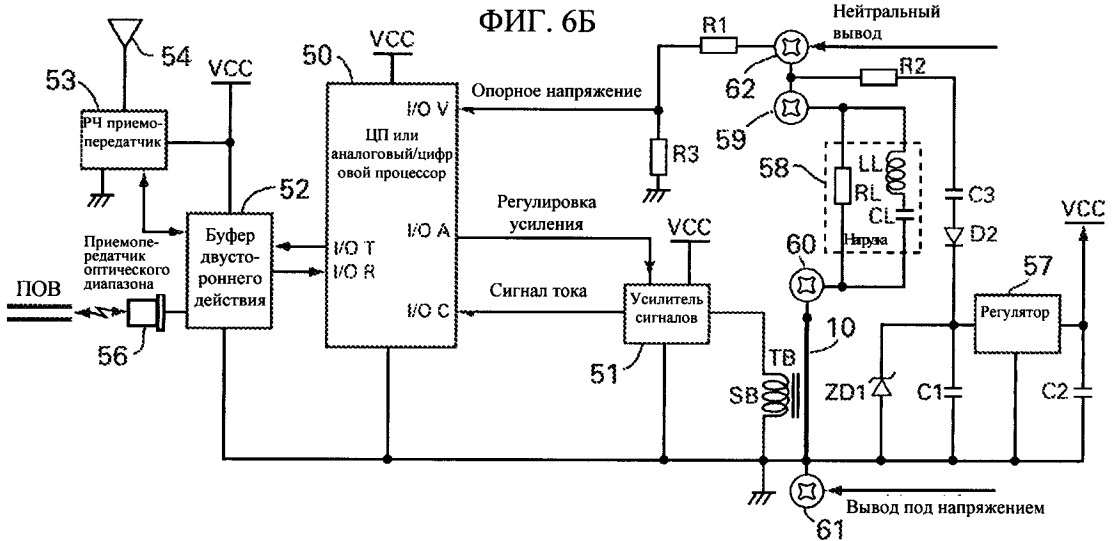 ФИГ. 6Б
54
53
VCC
РЧ приемо-
передатчик
52
Буфер
двусто-
роннего
действия
Приемопе-
редатчик
оптического
диапазона
ПОВ
56
VCC
50
I/O V
ЦП или
аналоговый/цифр
овой процессор
I/O A
I/O T
I/O R
I/O C
Опорное напряжение
Регулировка
усиления
VCC
Сигнал тока
Усилитель
сигналов
51
R1
R3
Нейтральный
вывод
62
R2
59
58
LL
RL
CL
Нагрузка
60
10
TB
SB
C3
D2
VCC
57
Регулятор
ZD1
C1
C2
61
Вывод под напряжением